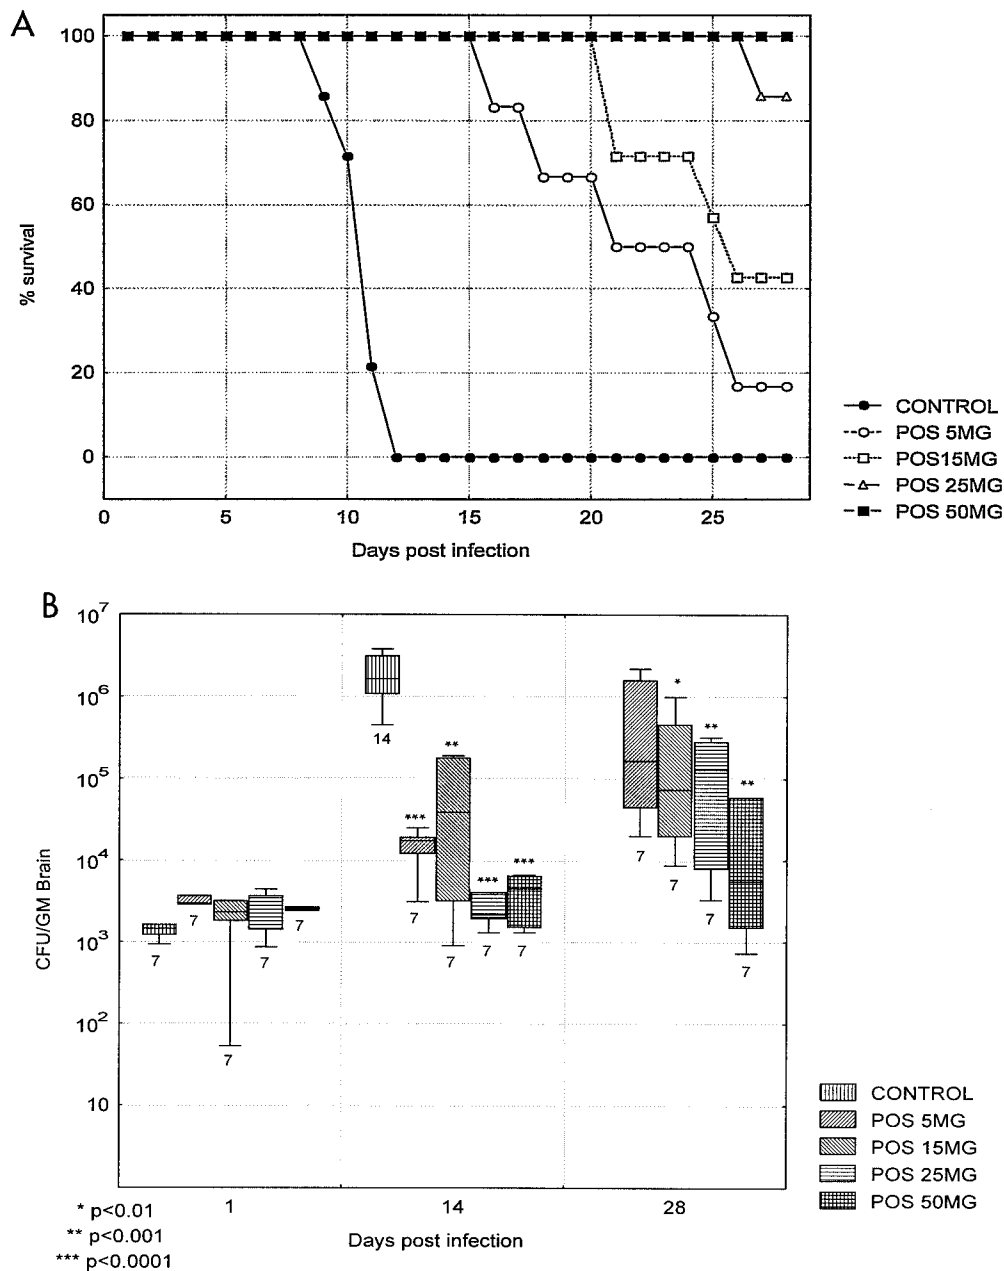 A
100
80
60
40
20
0
% survival
0 5 10 15 20 25
Days post infection
CONTROL
POS 5MG
POS15MG
POS 25MG
POS 50MG
B
10⁷
10⁶
10⁵
10⁴
10³
10²
10
CFU/GM Brain
7
7
7
7
7
14
***
7
**
7
***
7
***
7
7
*
7
**
7
**
7
1 14 28
Days post infection
CONTROL
POS 5MG
POS 15MG
POS 25MG
POS 50MG
* p<0.01
** p<0.001
*** p<0.0001